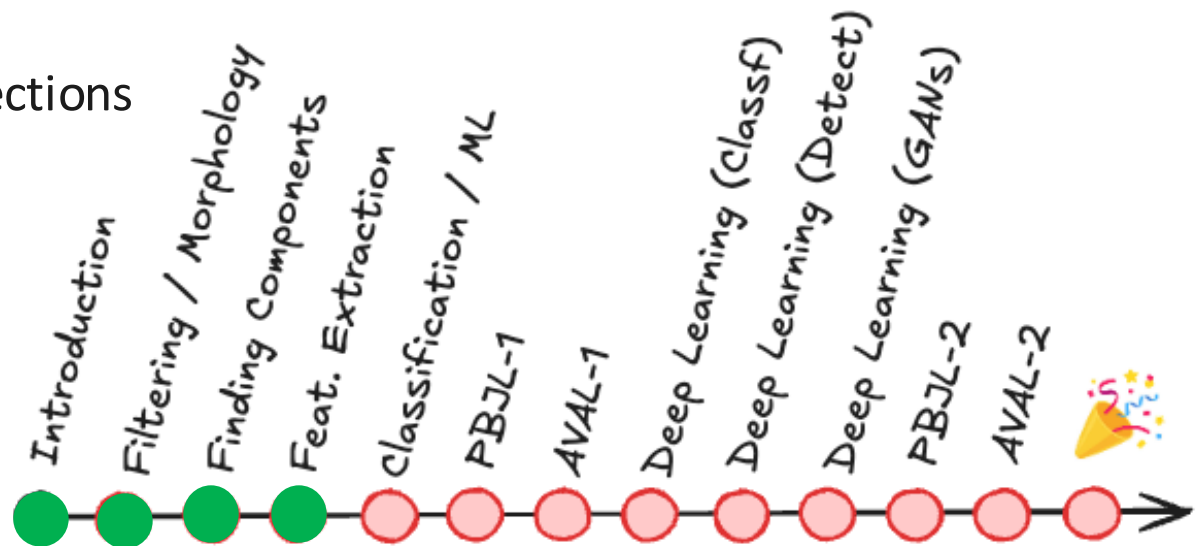 ections
Introduction
Filtering / Morphology
Finding Components
Feat. Extraction
Classification / ML
PBJL-1
AVAL-1
Deep Learning (Classf)
Deep Learning (Detect)
Deep Learning (GANs)
PBJL-2
AVAL-2